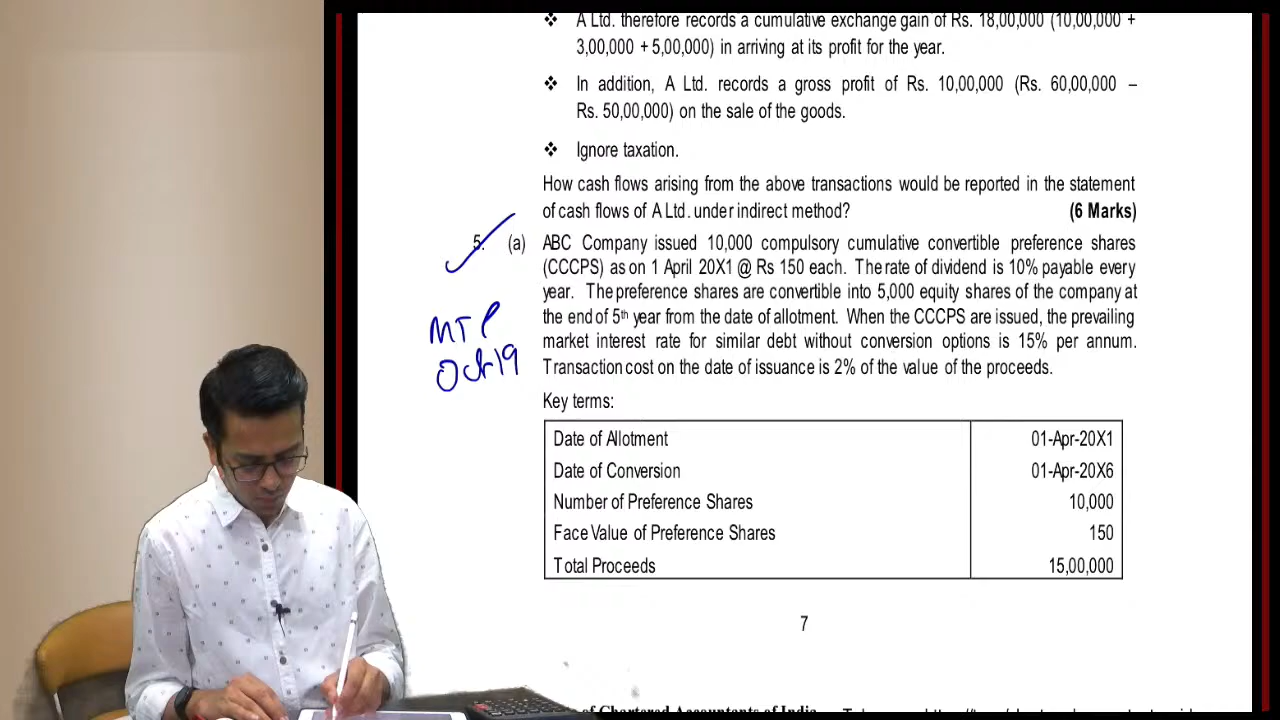 ❖ A Ltd. therefore records a cumulative exchange gain of Rs. 18,00,000 (10,00,000 +
3,00,000 + 5,00,000) in arriving at its profit for the year.
❖ In addition, A Ltd. records a gross profit of Rs. 10,00,000 (Rs. 60,00,000 –
Rs. 50,00,000) on the sale of the goods.
❖ Ignore taxation.
How cash flows arising from the above transactions would be reported in the statement
of cash flows of A Ltd. under indirect method? (6 Marks)
5. (a) ABC Company issued 10,000 compulsory cumulative convertible preference shares
(CCCPS) as on 1 April 20X1 @ Rs 150 each. The rate of dividend is 10% payable every
year. The preference shares are convertible into 5,000 equity shares of the company at
the end of 5th year from the date of allotment. When the CCCPS are issued, the prevailing
market interest rate for similar debt without conversion options is 15% per annum.
Transaction cost on the date of issuance is 2% of the value of the proceeds.
MTP
Oct 19
Key terms:
Date of Allotment 01-Apr-20X1
Date of Conversion 01-Apr-20X6
Number of Preference Shares 10,000
Face Value of Preference Shares 150
Total Proceeds 15,00,000
7
of Chartered Accountants of India